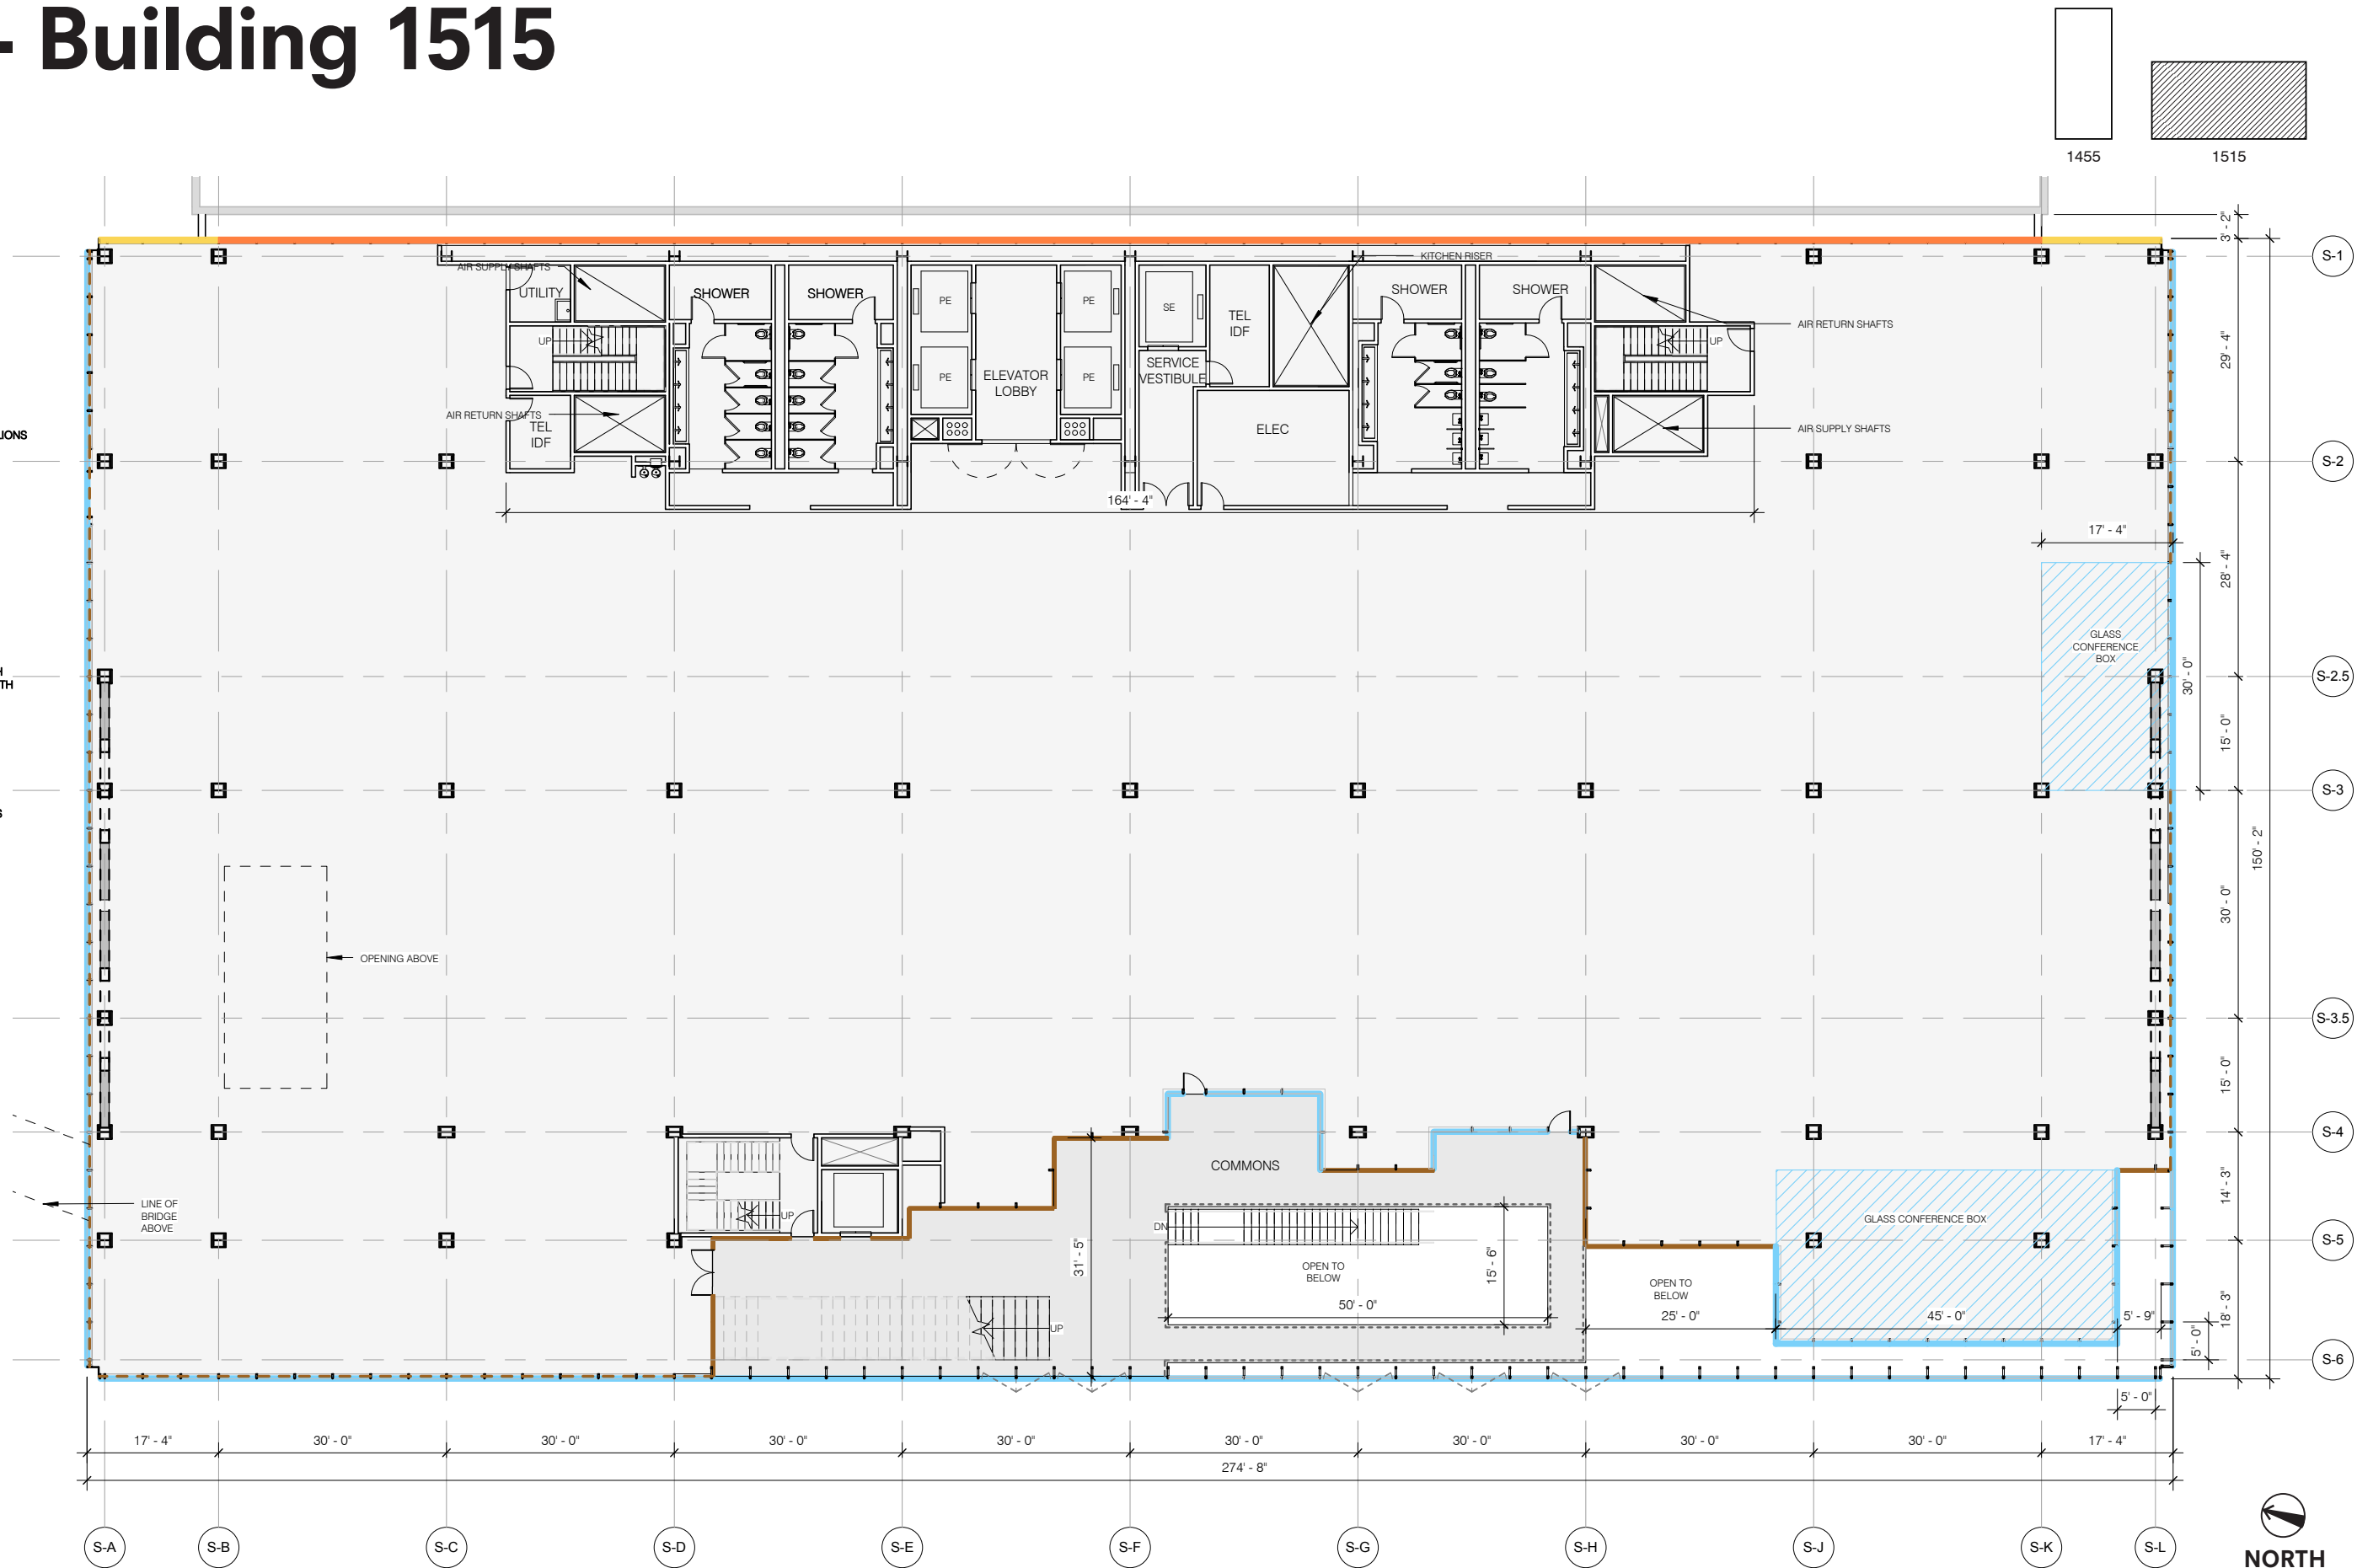 - Building 1515
1455
1515
3' - 2"
S-1
AIR SUPPLY SHAFTS
KITCHEN RISER
UTILITY
SHOWER
SHOWER
PE
PE
SE
TEL
IDF
SHOWER
SHOWER
AIR RETURN SHAFTS
UP
UP
29' - 4"
SERVICE
VESTIBULE
ELEVATOR
LOBBY
PE
PE
AIR RETURN SHAFTS
TEL
IDF
ELEC
AIR SUPPLY SHAFTS
S-2
164' - 4"
17' - 4"
28' - 4"
GLASS
CONFERENCE
BOX
30' - 0"
S-2.5
15' - 0"
S-3
150' - 2"
30' - 0"
OPENING ABOVE
S-3.5
15' - 0"
S-4
COMMONS
LINE OF
BRIDGE
ABOVE
UP
DN
14' - 3"
GLASS CONFERENCE BOX
S-5
31' - 5"
15' - 6"
OPEN TO
BELOW
OPEN TO
BELOW
50' - 0"
25' - 0"
45' - 0"
5' - 9"
18' - 3"
UP
5' - 0"
S-6
5' - 0"
17' - 4"
30' - 0"
30' - 0"
30' - 0"
30' - 0"
30' - 0"
30' - 0"
30' - 0"
30' - 0"
17' - 4"
274' - 8"
S-A
S-B
S-C
S-D
S-E
S-F
S-G
S-H
S-J
S-K
S-L
NORTH